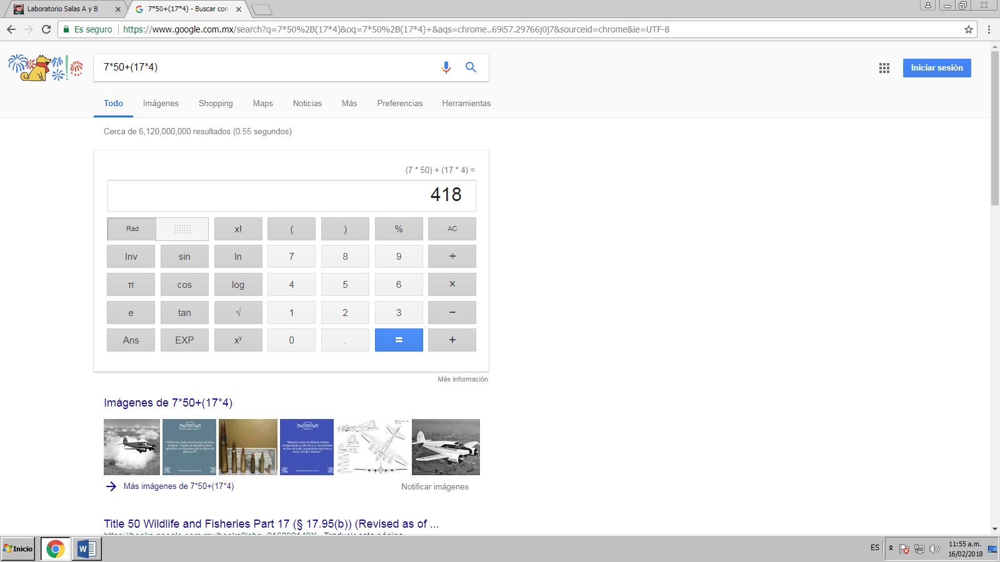 Laboratorio Salas A y B
7*50+(17*4) - Buscar con
Es seguro
https://www.google.com.mx/search?q=7*50%2B(17*4)&oq=7*50%2B(17*4)+&aqs=chrome..69i57.29766j0j7&sourceid=chrome&ie=UTF-8
7*50+(17*4)
Iniciar sesión
Todo Imágenes Shopping Maps Noticias Más Preferencias Herramientas
Cerca de 6,120,000,000 resultados (0.55 segundos)
(7 * 50) + (17 * 4) =
418
Rad x! ( ) % AC
Inv sin ln 7 8 9 ÷
π cos log 4 5 6 ×
e tan √ 1 2 3 −
Ans EXP xʸ 0 . = +
Más información
Imágenes de 7*50+(17*4)
Más imágenes de 7*50+(17*4)
Notificar imágenes
Title 50 Wildlife and Fisheries Part 17 (§ 17.95(b)) (Revised as of ...
Inicio
ES
11:55 a.m.
16/02/2018